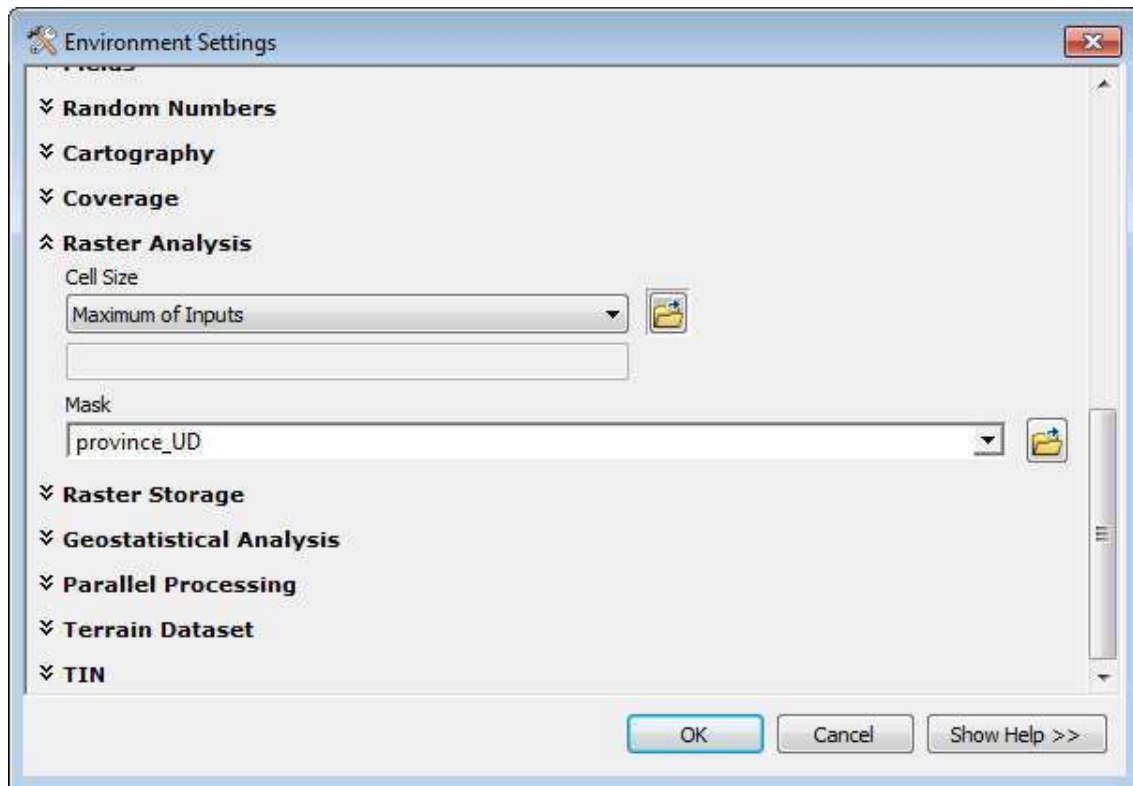 Environment Settings
Fields
Random Numbers
Cartography
Coverage
Raster Analysis
Cell Size
Maximum of Inputs
Mask
province_UD
Raster Storage
Geostatistical Analysis
Parallel Processing
Terrain Dataset
TIN
OK Cancel Show Help >>